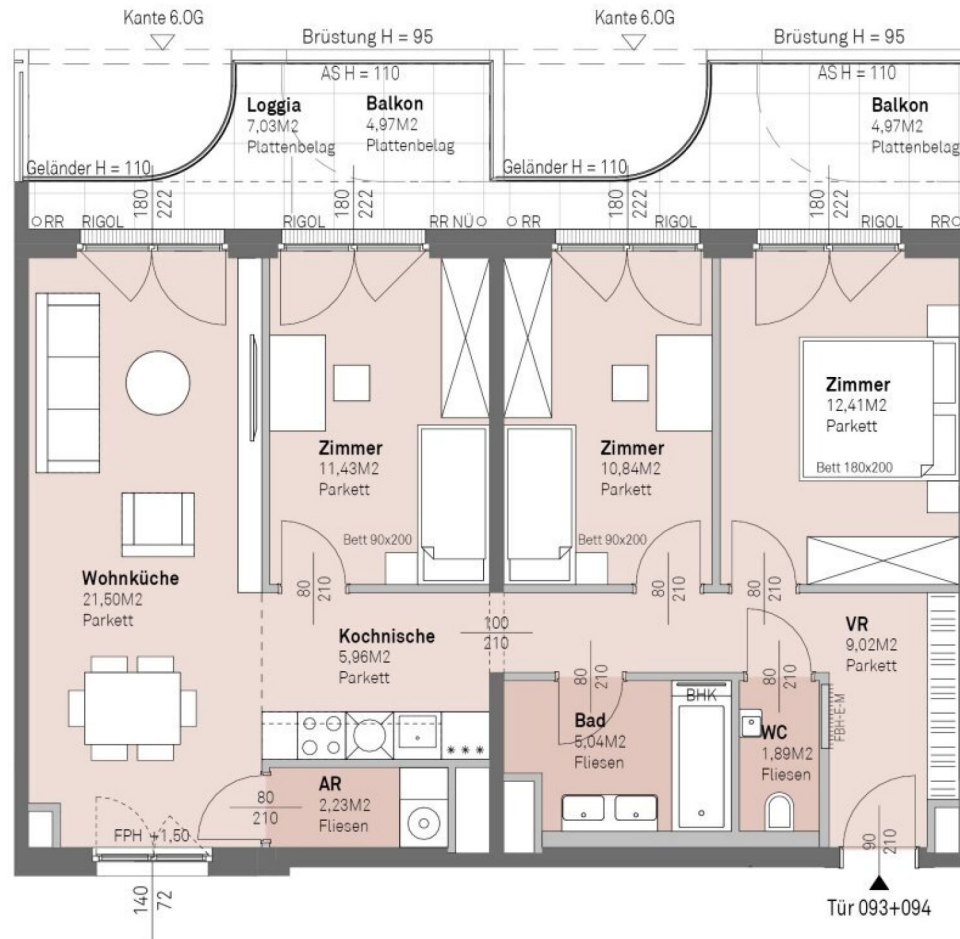 Kante 6.OG
Kante 6.OG
Brüstung H = 95
Brüstung H = 95
AS H = 110
AS H = 110
Loggia
7,03M2
Plattenbelag
Balkon
4,97M2
Plattenbelag
Balkon
4,97M2
Plattenbelag
Geländer H = 110
Geländer H = 110
180
222
180
222
180
222
180
222
RR
RIGOL
RIGOL
RR NÜ
RR
RIGOL
RIGOL
RR
Zimmer
11,43M2
Parkett
Bett 90x200
Zimmer
10,84M2
Parkett
Bett 90x200
Zimmer
12,41M2
Parkett
Bett 180x200
Wohnküche
21,50M2
Parkett
80
210
80
210
80
210
Kochnische
5,96M2
Parkett
100
210
VR
9,02M2
Parkett
80
210
80
210
BHK
FBH-E-M
Bad
5,04M2
Fliesen
WC
1,89M2
Fliesen
AR
2,23M2
Fliesen
80
210
FPH +1,50
140
72
90
210
Tür 093+094